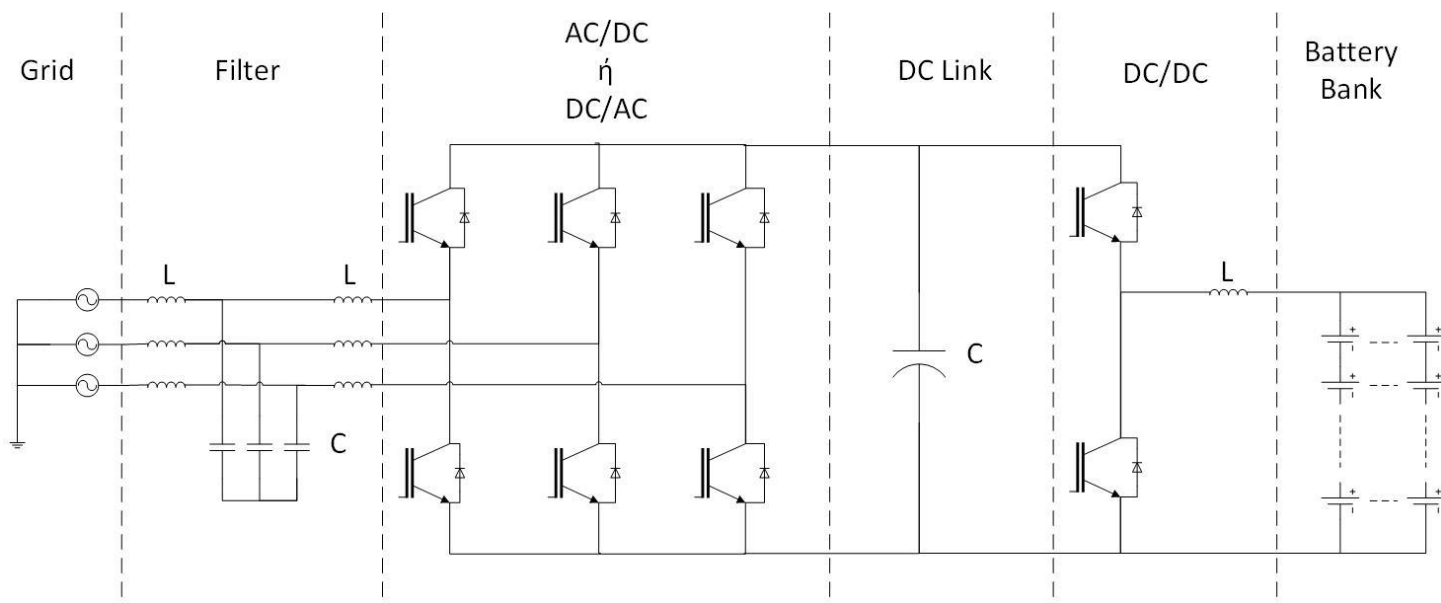 Grid
Filter
AC/DC
ή
DC/AC
DC Link
DC/DC
Battery
Bank
L
L
C
C
L